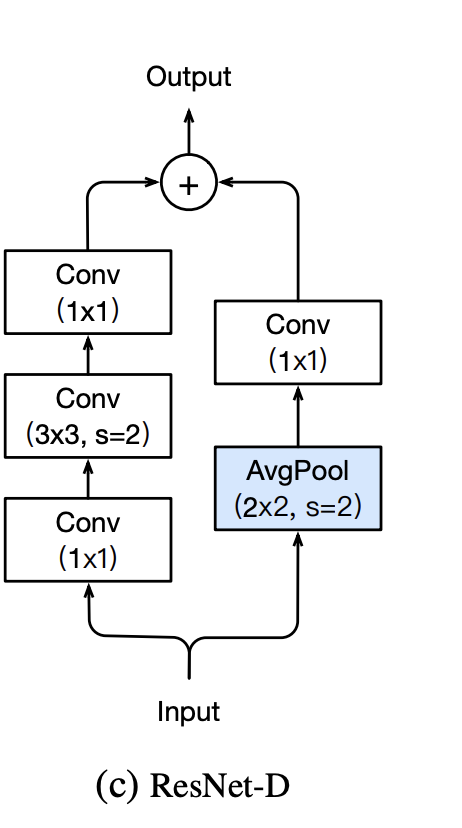 Output
+
Conv
(1x1)
Conv
(3x3, s=2)
Conv
(1x1)
Conv
(1x1)
AvgPool
(2x2, s=2)
Input
(c) ResNet-D